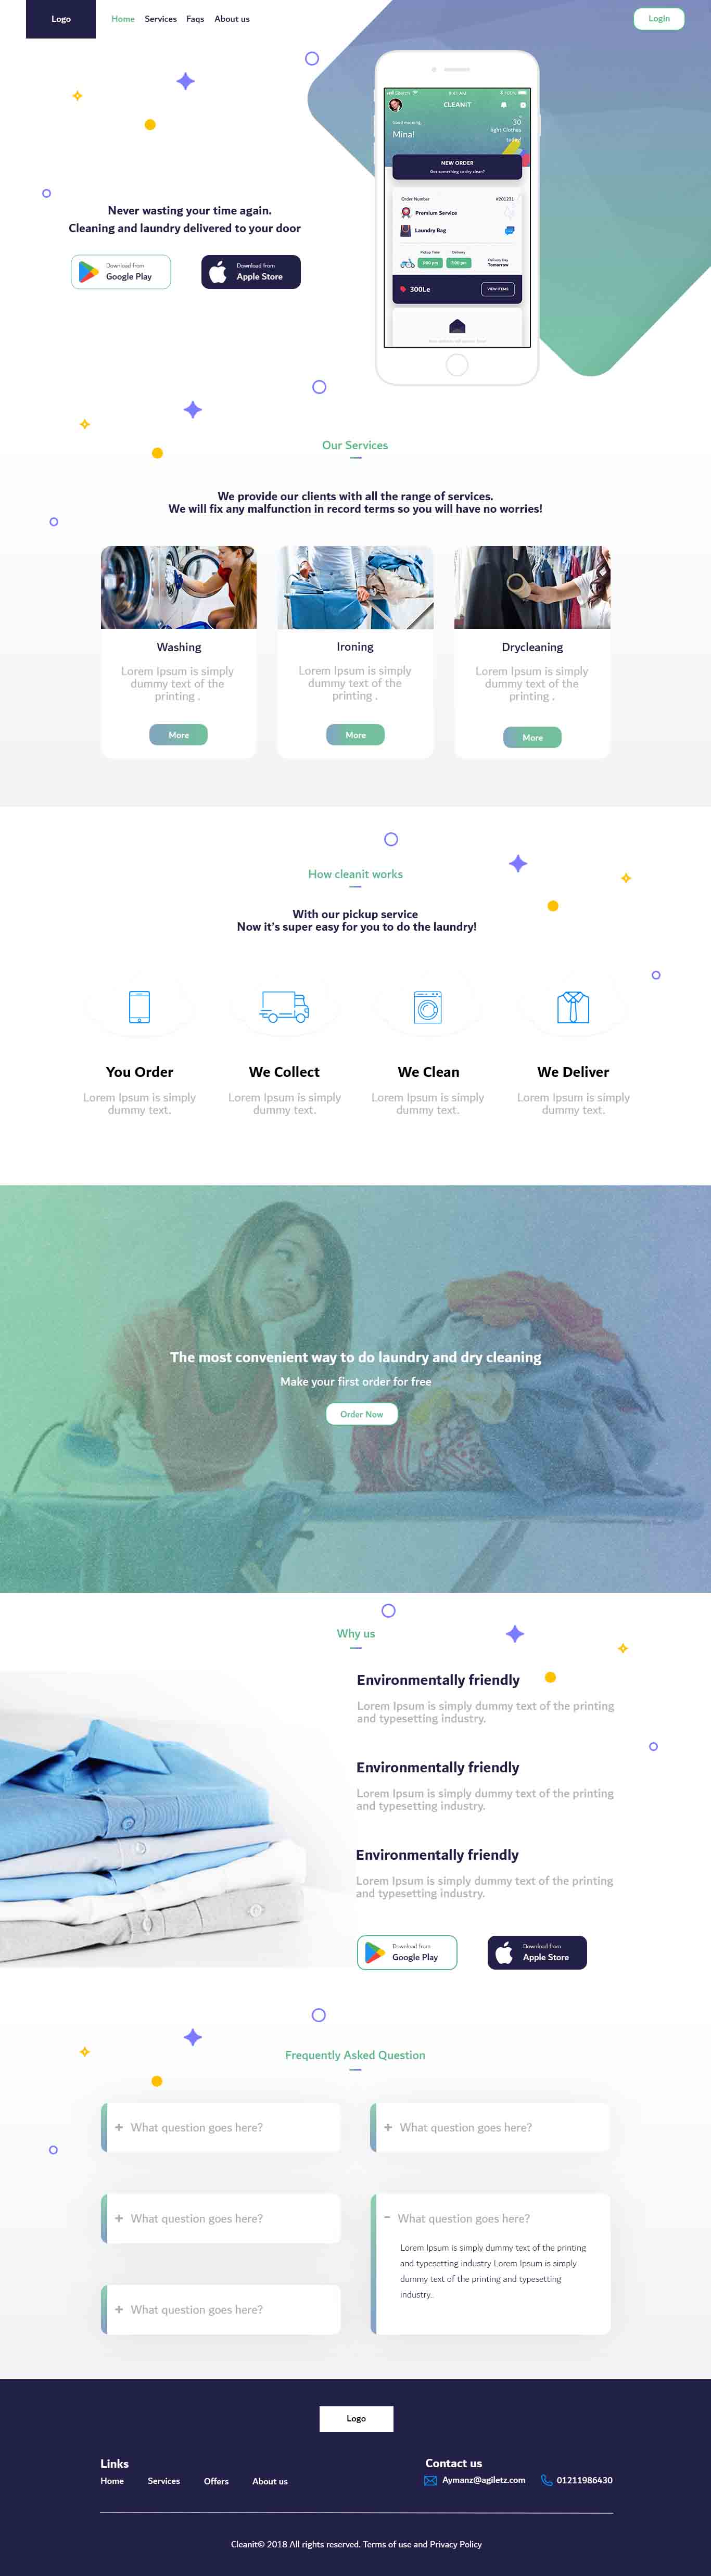 Logo
Home Services Faqs About us
Login
9:41 AM
100%
CLEANIT
Good morning
Mina!
30
light Clothes
today!
NEW ORDER
Got something to dry clean?
Never wasting your time again.
Cleaning and laundry delivered to your door
Download from
Google Play
Download from
Apple Store
Order Number #201231
Premium Service
Laundry Bag
Pickup Time Delivery
3:00 pm 7:00 pm
Delivery Day
Tomorrow
300Le
VIEW ITEMS
Our Services
We provide our clients with all the range of services.
We will fix any malfunction in record terms so you will have no worries!
Washing
Lorem Ipsum is simply
dummy text of the
printing .
More
Ironing
Lorem Ipsum is simply
dummy text of the
printing .
More
Drycleaning
Lorem Ipsum is simply
dummy text of the
printing .
More
How cleanit works
With our pickup service
Now it's super easy for you to do the laundry!
You Order
Lorem Ipsum is simply
dummy text.
We Collect
Lorem Ipsum is simply
dummy text.
We Clean
Lorem Ipsum is simply
dummy text.
We Deliver
Lorem Ipsum is simply
dummy text.
The most convenient way to do laundry and dry cleaning
Make your first order for free
Order Now
Why us
Environmentally friendly
Lorem Ipsum is simply dummy text of the printing
and typesetting industry.
Environmentally friendly
Lorem Ipsum is simply dummy text of the printing
and typesetting industry.
Environmentally friendly
Lorem Ipsum is simply dummy text of the printing
and typesetting industry.
Download from
Google Play
Download from
Apple Store
Frequently Asked Question
+ What question goes here?
+ What question goes here?
+ What question goes here?
- What question goes here?
Lorem Ipsum is simply dummy text of the printing
and typesetting industry Lorem Ipsum is simply
dummy text of the printing and typesetting
industry.
+ What question goes here?
Logo
Links
Home Services Offers About us
Contact us
Aymanz@agiletz.com 01211986430
Cleanit© 2018 All rights reserved. Terms of use and Privacy Policy